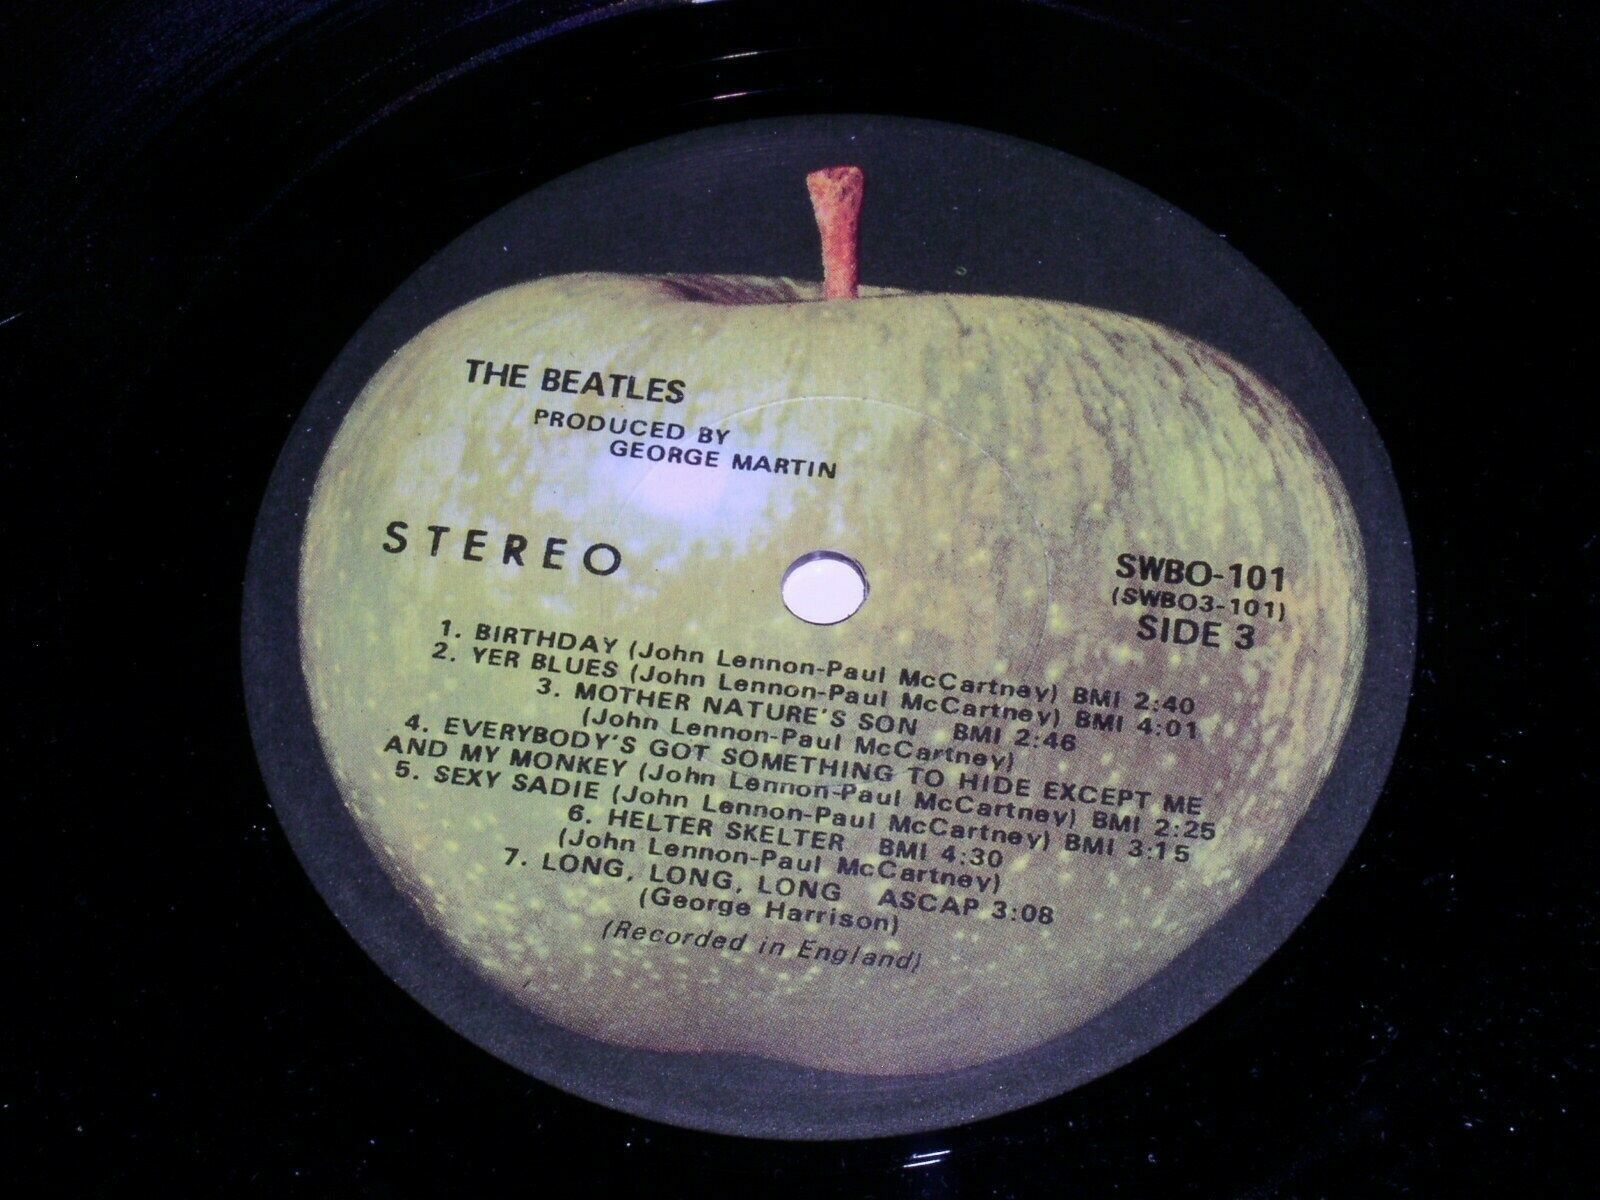 THE BEATLES
PRODUCED BY
GEORGE MARTIN
STEREO
SWBO-101
(SWBO3-101)
SIDE 3
1. BIRTHDAY (John Lennon-Paul McCartney) BMI 2:40
2. YER BLUES (John Lennon-Paul McCartney) BMI 4:01
3. MOTHER NATURE'S SON BMI 2:46
(John Lennon-Paul McCartney)
4. EVERYBODY'S GOT SOMETHING TO HIDE EXCEPT ME
AND MY MONKEY (John Lennon-Paul McCartney) BMI 2:25
5. SEXY SADIE (John Lennon-Paul McCartney) BMI 3:15
6. HELTER SKELTER BMI 4:30
(John Lennon-Paul McCartney)
7. LONG, LONG, LONG ASCAP 3:08
(George Harrison)
(Recorded in England)